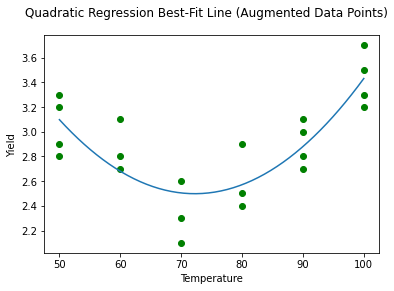 Quadratic Regression Best-Fit Line (Augmented Data Points)
3.6
3.4
3.2
3.0
2.8
2.6
2.4
2.2
Yield
50 60 70 80 90 100
Temperature